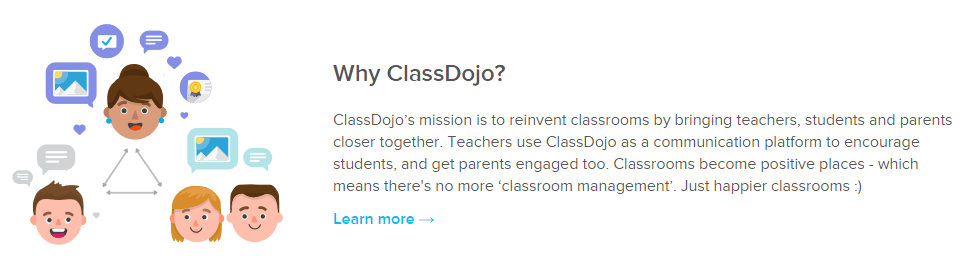 Why ClassDojo?
ClassDojo’s mission is to reinvent classrooms by bringing teachers, students and parents
closer together. Teachers use ClassDojo as a communication platform to encourage
students, and get parents engaged too. Classrooms become positive places - which
means there's no more ‘classroom management’. Just happier classrooms :)
Learn more →